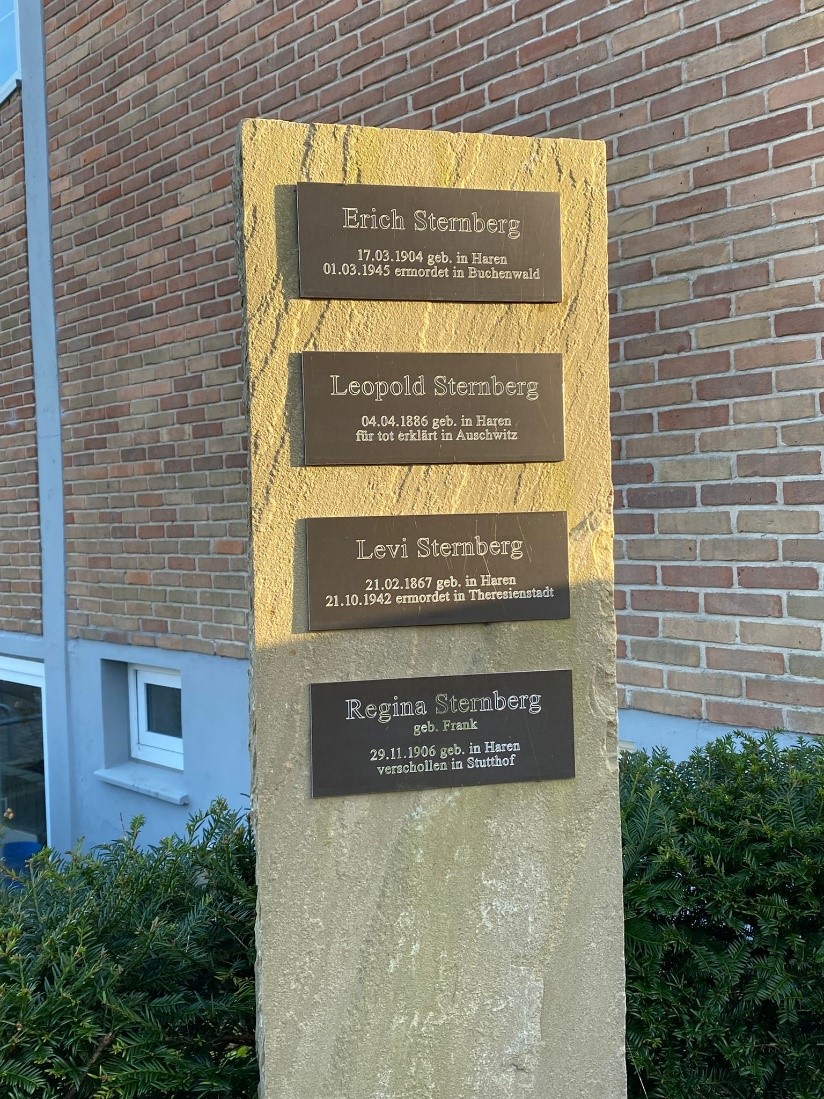 Erich Sternberg
17.03.1904 geb. in Haren
01.03.1945 ermordet in Buchenwald
Leopold Sternberg
04.04.1886 geb. in Haren
für tot erklärt in Auschwitz
Levi Sternberg
21.02.1867 geb. in Haren
21.10.1942 ermordet in Theresienstadt
Regina Sternberg
geb. Frank
29.11.1906 geb. in Haren
verschollen in Stutthof